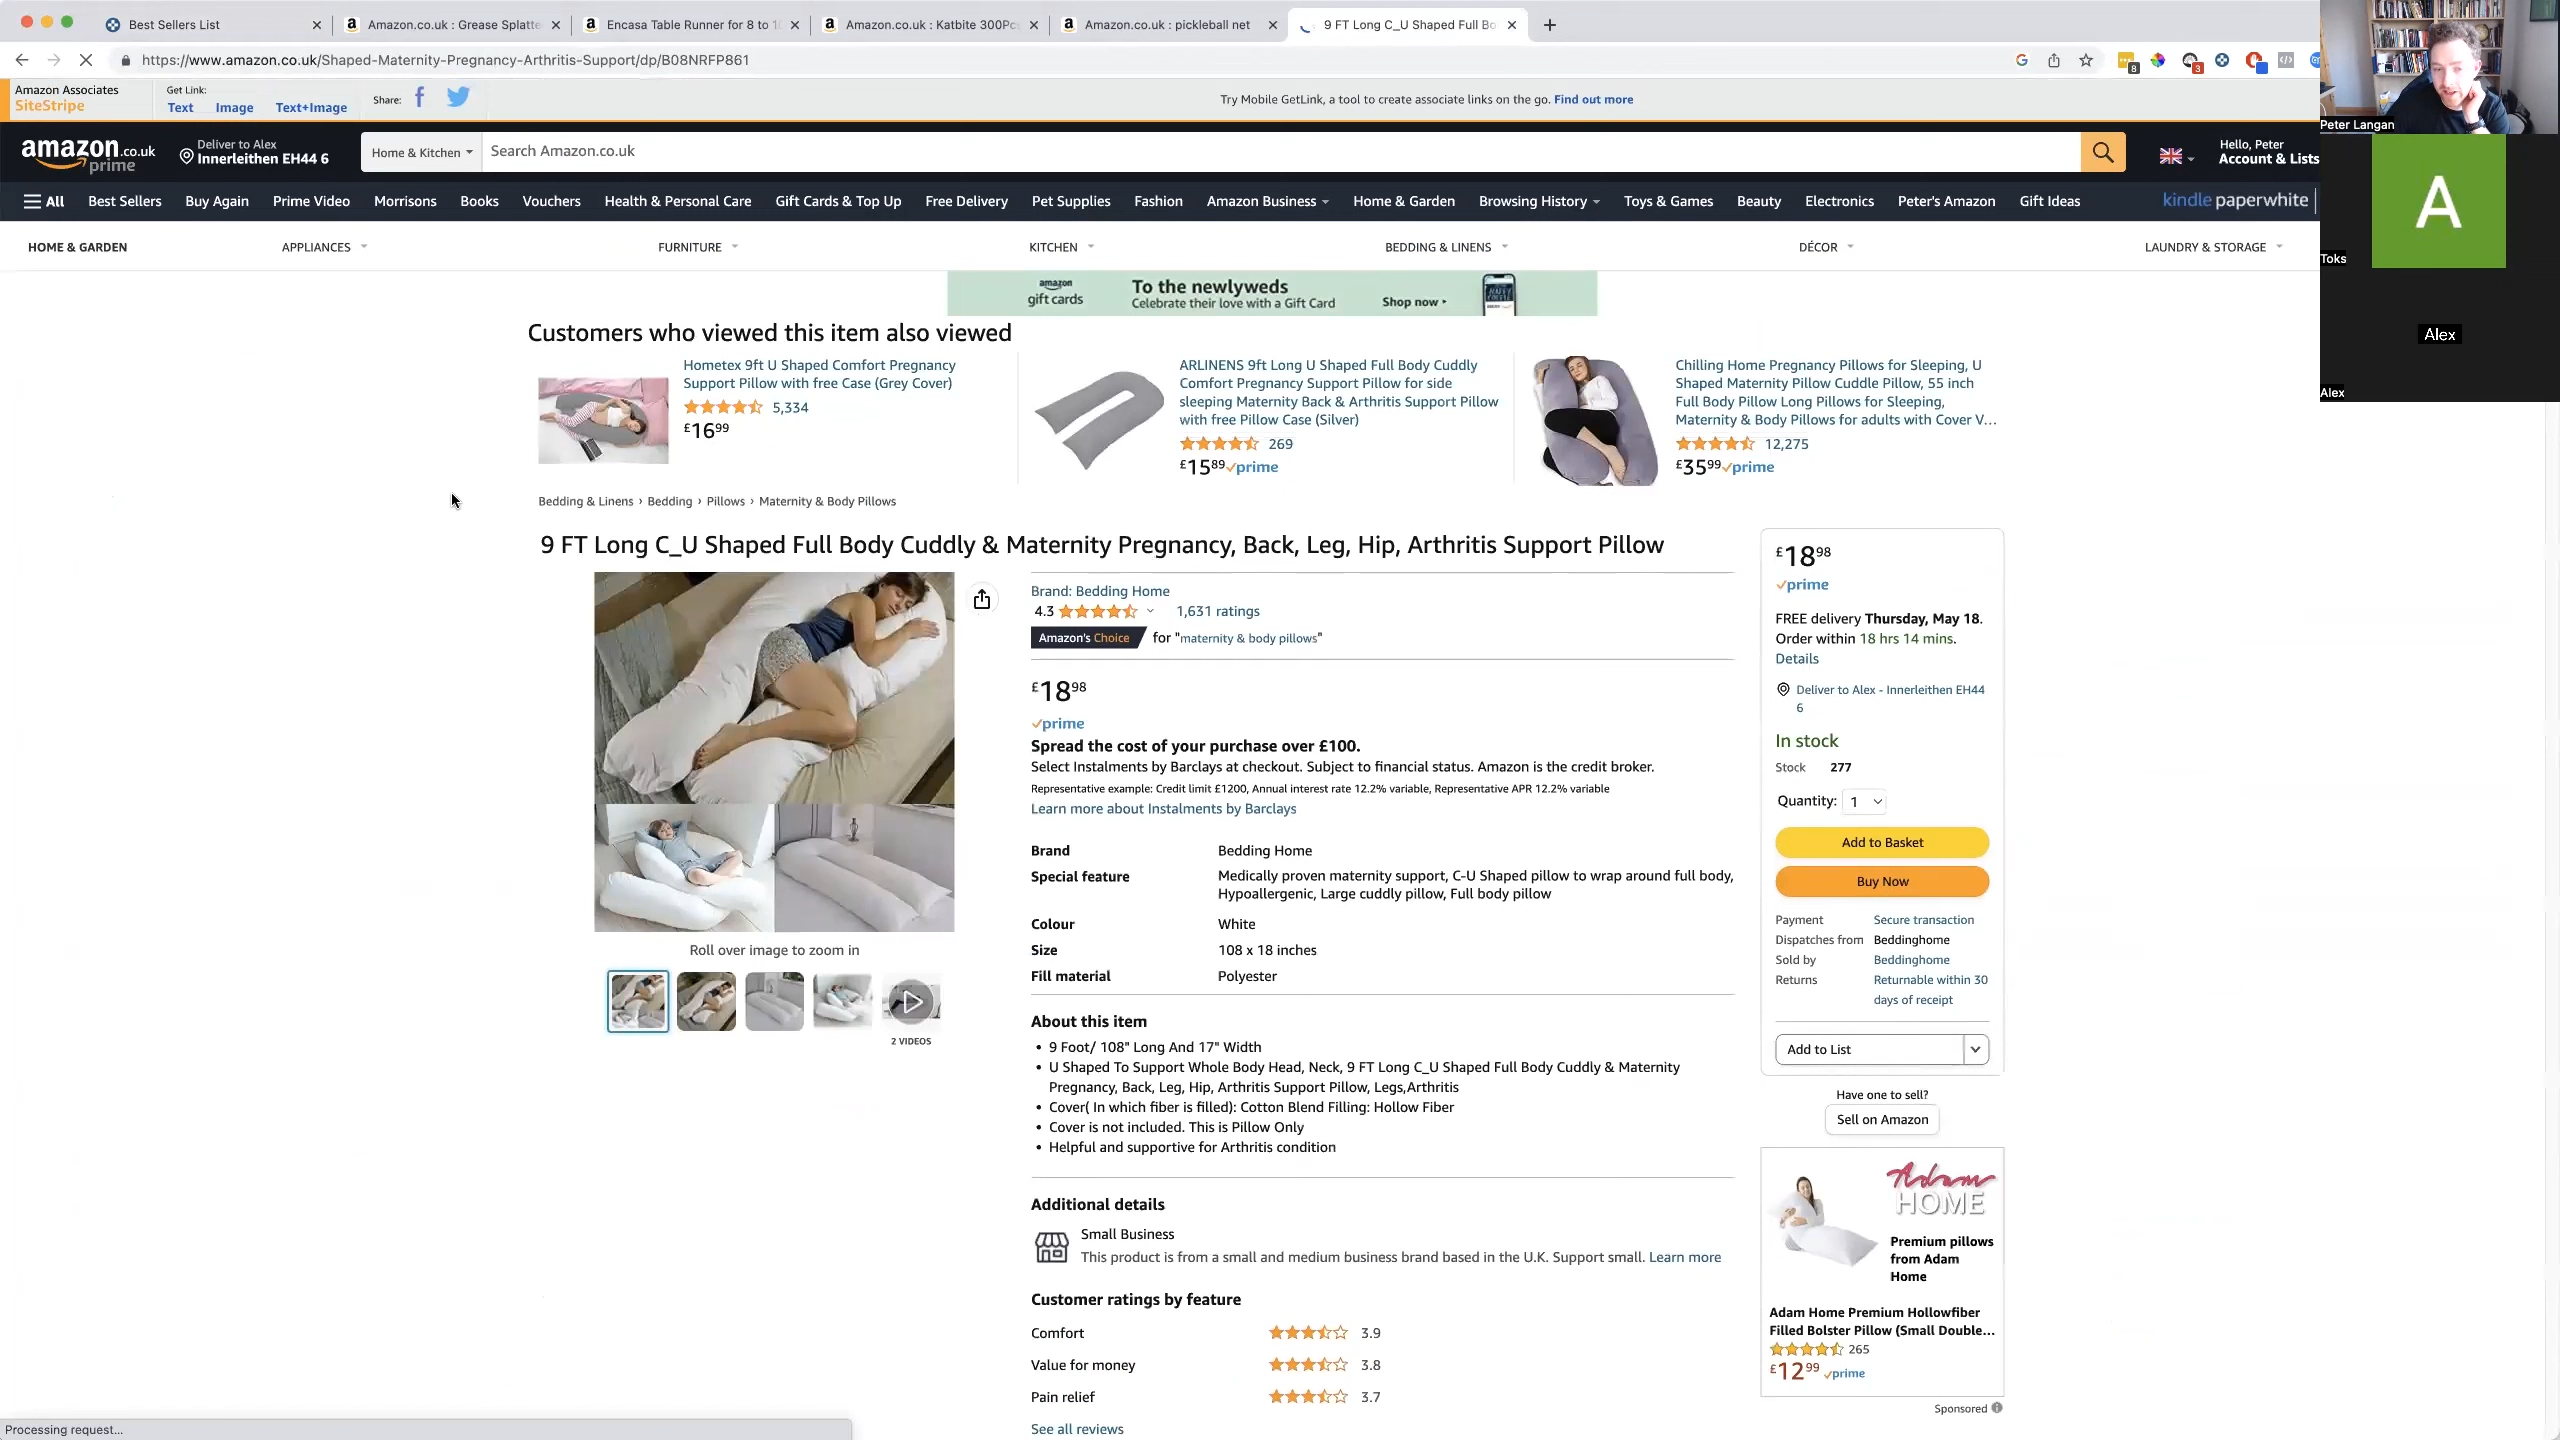 Best Sellers List
Amazon.co.uk : Grease Splatte
Encasa Table Runner for 8 to 1
Amazon.co.uk : Katbite 300Pc
Amazon.co.uk : pickleball net
9 FT Long C_U Shaped Full Bo
https://www.amazon.co.uk/Shaped-Maternity-Pregnancy-Arthritis-Support/dp/B08NRFP861
8
3
Amazon Associates
SiteStripe
Get Link:
Text Image Text+Image
Share:
Try Mobile GetLink, a tool to create associate links on the go. Find out more
Peter Langan
amazon.co.uk
prime
Deliver to Alex
Innerleithen EH44 6
Home & Kitchen
Search Amazon.co.uk
Hello, Peter
Account & Lists
A
All Best Sellers Buy Again Prime Video Morrisons Books Vouchers Health & Personal Care Gift Cards & Top Up Free Delivery Pet Supplies Fashion Amazon Business Home & Garden Browsing History Toys & Games Beauty Electronics Peter's Amazon Gift Ideas
kindle paperwhite
HOME & GARDEN APPLIANCES FURNITURE KITCHEN BEDDING & LINENS DÉCOR LAUNDRY & STORAGE
Toks
Alex
Alex
amazon
gift cards
To the newlyweds
Celebrate their love with a Gift Card
Shop now
Customers who viewed this item also viewed
Hometex 9ft U Shaped Comfort Pregnancy
Support Pillow with free Case (Grey Cover)
5,334
£16 99
ARLINENS 9ft Long U Shaped Full Body Cuddly
Comfort Pregnancy Support Pillow for side
sleeping Maternity Back & Arthritis Support Pillow
with free Pillow Case (Silver)
269
£15 89 prime
Chilling Home Pregnancy Pillows for Sleeping, U
Shaped Maternity Pillow Cuddle Pillow, 55 inch
Full Body Pillow Long Pillows for Sleeping,
Maternity & Body Pillows for adults with Cover V...
12,275
£35 99 prime
Bedding & Linens › Bedding › Pillows › Maternity & Body Pillows
9 FT Long C_U Shaped Full Body Cuddly & Maternity Pregnancy, Back, Leg, Hip, Arthritis Support Pillow
Roll over image to zoom in
2 VIDEOS
Brand: Bedding Home
4.3 1,631 ratings
Amazon's Choice for "maternity & body pillows"
£18 98
prime
Spread the cost of your purchase over £100.
Select Instalments by Barclays at checkout. Subject to financial status. Amazon is the credit broker.
Representative example: Credit limit £1200, Annual interest rate 12.2% variable, Representative APR 12.2% variable
Learn more about Instalments by Barclays
Brand Bedding Home
Special feature Medically proven maternity support, C-U Shaped pillow to wrap around full body,
Hypoallergenic, Large cuddly pillow, Full body pillow
Colour White
Size 108 x 18 inches
Fill material Polyester
About this item
• 9 Foot/ 108" Long And 17" Width
• U Shaped To Support Whole Body Head, Neck, 9 FT Long C_U Shaped Full Body Cuddly & Maternity
Pregnancy, Back, Leg, Hip, Arthritis Support Pillow, Legs,Arthritis
• Cover( In which fiber is filled): Cotton Blend Filling: Hollow Fiber
• Cover is not included. This is Pillow Only
• Helpful and supportive for Arthritis condition
Additional details
Small Business
This product is from a small and medium business brand based in the U.K. Support small. Learn more
Customer ratings by feature
Comfort 3.9
Value for money 3.8
Pain relief 3.7
See all reviews
£18 98
prime
FREE delivery Thursday, May 18.
Order within 18 hrs 14 mins.
Details
Deliver to Alex - Innerleithen EH44
6
In stock
Stock 277
Quantity: 1
Add to Basket
Buy Now
Payment Secure transaction
Dispatches from Beddinghome
Sold by Beddinghome
Returns Returnable within 30
days of receipt
Add to List
Have one to sell?
Sell on Amazon
Adam
HOME
Premium pillows
from Adam
Home
Adam Home Premium Hollowfiber
Filled Bolster Pillow (Small Double...
265
£12 99 prime
Sponsored
Processing request...